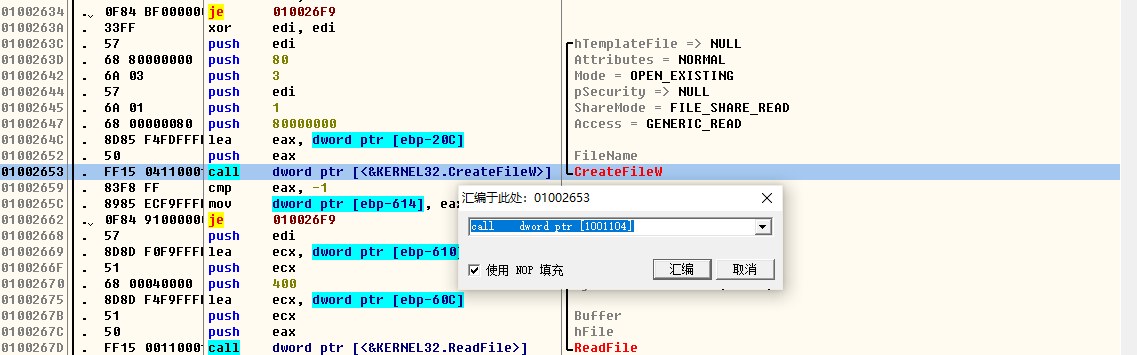 01002634 . 0F84 BF000000 je 010026F9
0100263A . 33FF xor edi, edi
0100263C . 57 push edi hTemplateFile => NULL
0100263D . 68 80000000 push 80 Attributes = NORMAL
01002642 . 6A 03 push 3 Mode = OPEN_EXISTING
01002644 . 57 push edi pSecurity => NULL
01002645 . 6A 01 push 1 ShareMode = FILE_SHARE_READ
01002647 . 68 00000080 push 80000000 Access = GENERIC_READ
0100264C . 8D85 F4FDFFFF lea eax, dword ptr [ebp-20C]
01002652 . 50 push eax FileName
01002653 . FF15 0411000 call dword ptr [<&KERNEL32.CreateFileW>] CreateFileW
01002659 . 83F8 FF cmp eax, -1
0100265C . 8985 ECF9FFFF mov dword ptr [ebp-614], eax
01002662 . 0F84 91000000 je 010026F9
01002668 . 57 push edi
01002669 . 8D8D F0F9FFFF lea ecx, dword ptr [ebp-610]
0100266F . 51 push ecx
01002670 . 68 00040000 push 400
01002675 . 8D8D F4F9FFFF lea ecx, dword ptr [ebp-60C]
0100267B . 51 push ecx Buffer
0100267C . 50 push eax hFile
0100267D . FF15 0011000 call dword ptr [<&KERNEL32.ReadFile>] ReadFile
汇编于此处：01002653
call dword ptr [1001104]
使用 NOP 填充
汇编
取消